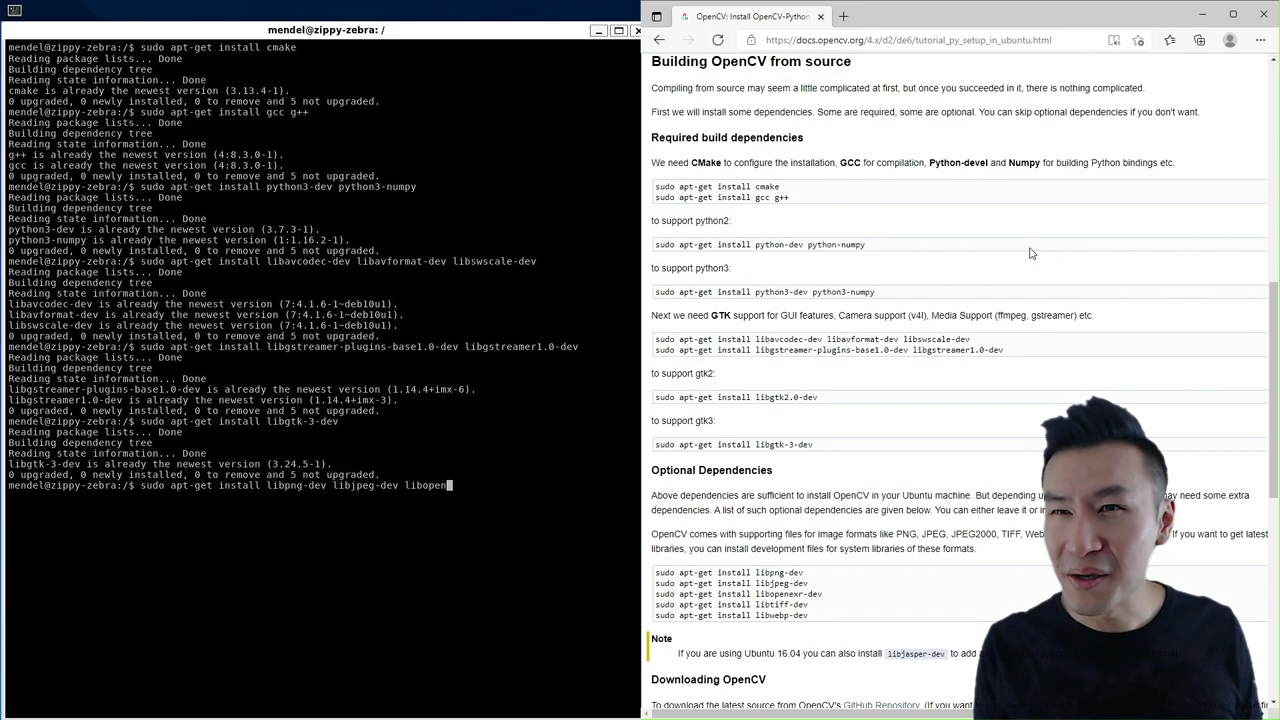 mendel@zippy-zebra: /
mendel@zippy-zebra:/$ sudo apt-get install cmake
Reading package lists... Done
Building dependency tree
Reading state information... Done
cmake is already the newest version (3.13.4-1).
0 upgraded, 0 newly installed, 0 to remove and 5 not upgraded.
mendel@zippy-zebra:/$ sudo apt-get install gcc g++
Reading package lists... Done
Building dependency tree
Reading state information... Done
g++ is already the newest version (4:8.3.0-1).
gcc is already the newest version (4:8.3.0-1).
0 upgraded, 0 newly installed, 0 to remove and 5 not upgraded.
mendel@zippy-zebra:/$ sudo apt-get install python3-dev python3-numpy
Reading package lists... Done
Building dependency tree
Reading state information... Done
python3-dev is already the newest version (3.7.3-1).
python3-numpy is already the newest version (1:1.16.2-1).
0 upgraded, 0 newly installed, 0 to remove and 5 not upgraded.
mendel@zippy-zebra:/$ sudo apt-get install libavcodec-dev libavformat-dev libswscale-dev
Reading package lists... Done
Building dependency tree
Reading state information... Done
libavcodec-dev is already the newest version (7:4.1.6-1~deb10u1).
libavformat-dev is already the newest version (7:4.1.6-1~deb10u1).
libswscale-dev is already the newest version (7:4.1.6-1~deb10u1).
0 upgraded, 0 newly installed, 0 to remove and 5 not upgraded.
mendel@zippy-zebra:/$ sudo apt-get install libgstreamer-plugins-base1.0-dev libgstreamer1.0-dev
Reading package lists... Done
Building dependency tree
Reading state information... Done
libgstreamer-plugins-base1.0-dev is already the newest version (1.14.4+imx-6).
libgstreamer1.0-dev is already the newest version (1.14.4+imx-3).
0 upgraded, 0 newly installed, 0 to remove and 5 not upgraded.
mendel@zippy-zebra:/$ sudo apt-get install libgtk-3-dev
Reading package lists... Done
Building dependency tree
Reading state information... Done
libgtk-3-dev is already the newest version (3.24.5-1).
0 upgraded, 0 newly installed, 0 to remove and 5 not upgraded.
mendel@zippy-zebra:/$ sudo apt-get install libpng-dev libjpeg-dev libopen
OpenCV: Install OpenCV-Python
https://docs.opencv.org/4.x/d2/de6/tutorial_py_setup_in_ubuntu.html
Building OpenCV from source
Compiling from source may seem a little complicated at first, but once you succeeded in it, there is nothing complicated.
First we will install some dependencies. Some are required, some are optional. You can skip optional dependencies if you don't want.
Required build dependencies
We need CMake to configure the installation, GCC for compilation, Python-devel and Numpy for building Python bindings etc.
sudo apt-get install cmake
sudo apt-get install gcc g++
to support python2:
sudo apt-get install python-dev python-numpy
to support python3:
sudo apt-get install python3-dev python3-numpy
Next we need GTK support for GUI features, Camera support (v4l), Media Support (ffmpeg, gstreamer) etc.
sudo apt-get install libavcodec-dev libavformat-dev libswscale-dev
sudo apt-get install libgstreamer-plugins-base1.0-dev libgstreamer1.0-dev
to support gtk2:
sudo apt-get install libgtk2.0-dev
to support gtk3:
sudo apt-get install libgtk-3-dev
Optional Dependencies
Above dependencies are sufficient to install OpenCV in your Ubuntu machine. But depending up may need some extra
dependencies. A list of such optional dependencies are given below. You can either leave it or in
OpenCV comes with supporting files for image formats like PNG, JPEG, JPEG2000, TIFF, Web If you want to get latest
libraries, you can install development files for system libraries of these formats.
sudo apt-get install libpng-dev
sudo apt-get install libjpeg-dev
sudo apt-get install libopenexr-dev
sudo apt-get install libtiff-dev
sudo apt-get install libwebp-dev
Note
If you are using Ubuntu 16.04 you can also install libjasper-dev to add
Downloading OpenCV
To download the latest source from OpenCV's GitHub Repository. (If you want